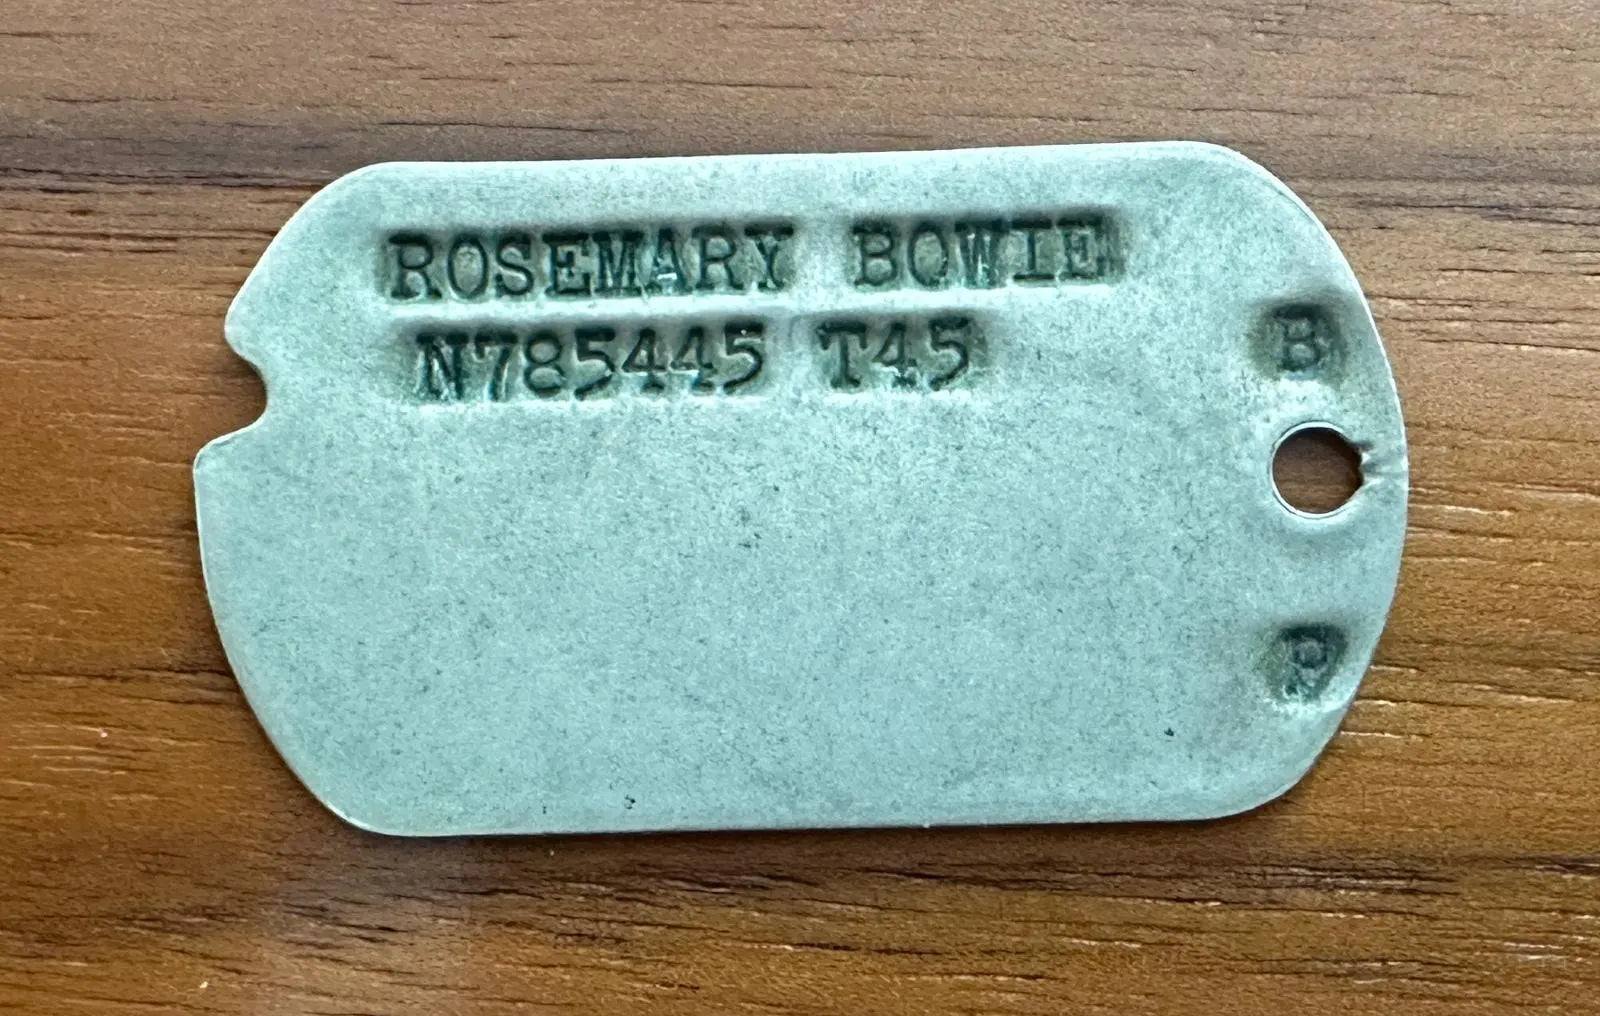 ROSEMARY BOWIE
N785445 T45 B
P